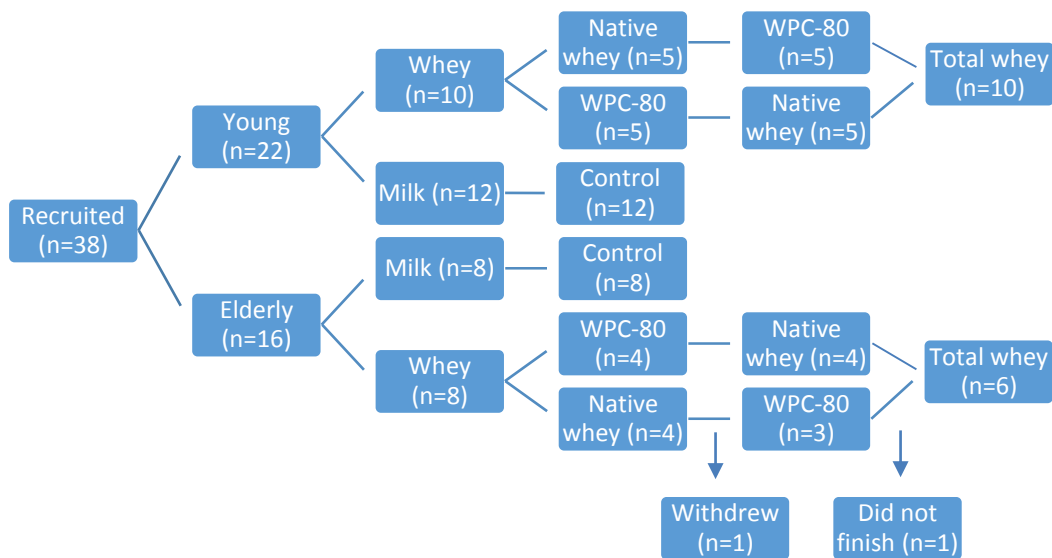 Recruited
(n=38)
Young
(n=22)
Elderly
(n=16)
Whey
(n=10)
Milk (n=12)
Milk (n=8)
Whey
(n=8)
Native
whey (n=5)
WPC-80
(n=5)
Control
(n=12)
Control
(n=8)
WPC-80
(n=4)
Native
whey (n=4)
WPC-80
(n=5)
Native
whey (n=5)
Native
whey (n=4)
WPC-80
(n=3)
Total whey
(n=10)
Total whey
(n=6)
Withdrew
(n=1)
Did not
finish (n=1)